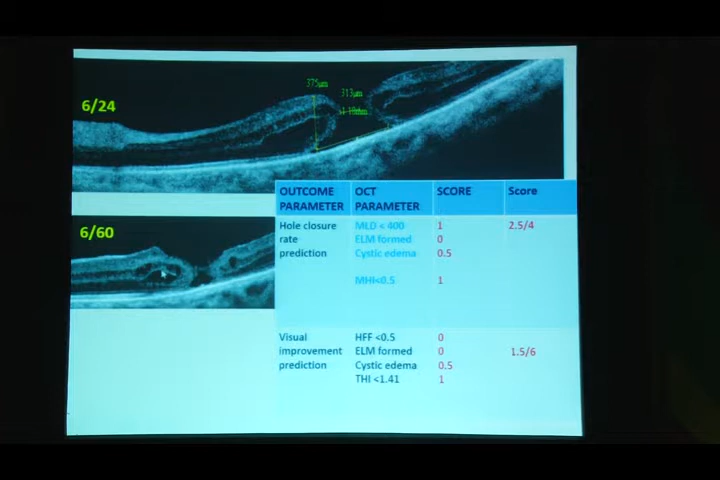 6/24
375µm
313µm
6/60
OUTCOME PARAMETER OCT PARAMETER SCORE Score
Hole closure rate prediction MLD < 400 1 2.5/4
ELM formed 0
Cystic edema 0.5
MHI<0.5 1
Visual improvement prediction HFF <0.5 0
ELM formed 0 1.5/6
Cystic edema 0.5
THI <1.41 1